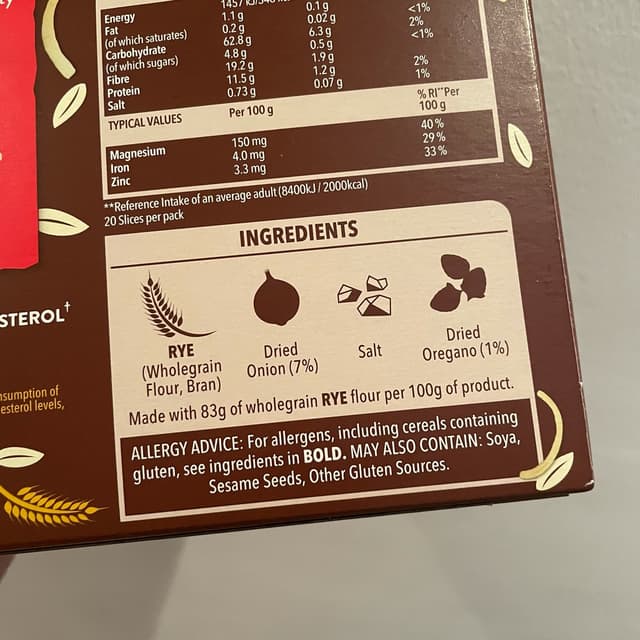 Energy 0.1 g <1%
Fat 1.1 g 0.02 g 2%
(of which saturates) 0.2 g 6.3 g <1%
Carbohydrate 62.8 g 0.5 g
(of which sugars) 4.8 g 1.9 g 2%
Fibre 19.2 g 1.2 g 1%
Protein 11.5 g 0.07 g
Salt 0.73 g
TYPICAL VALUES Per 100 g % RI**Per 100 g
Magnesium 150 mg 40%
Iron 4.0 mg 29%
Zinc 3.3 mg 33%
**Reference Intake of an average adult (8400kJ / 2000kcal)
20 Slices per pack
INGREDIENTS
STEROL†
RYE
(Wholegrain
Flour, Bran)
Dried
Onion (7%)
Salt
Dried
Oregano (1%)
sumption of
esterol levels,
Made with 83g of wholegrain RYE flour per 100g of product.
ALLERGY ADVICE: For allergens, including cereals containing
gluten, see ingredients in BOLD. MAY ALSO CONTAIN: Soya,
Sesame Seeds, Other Gluten Sources.